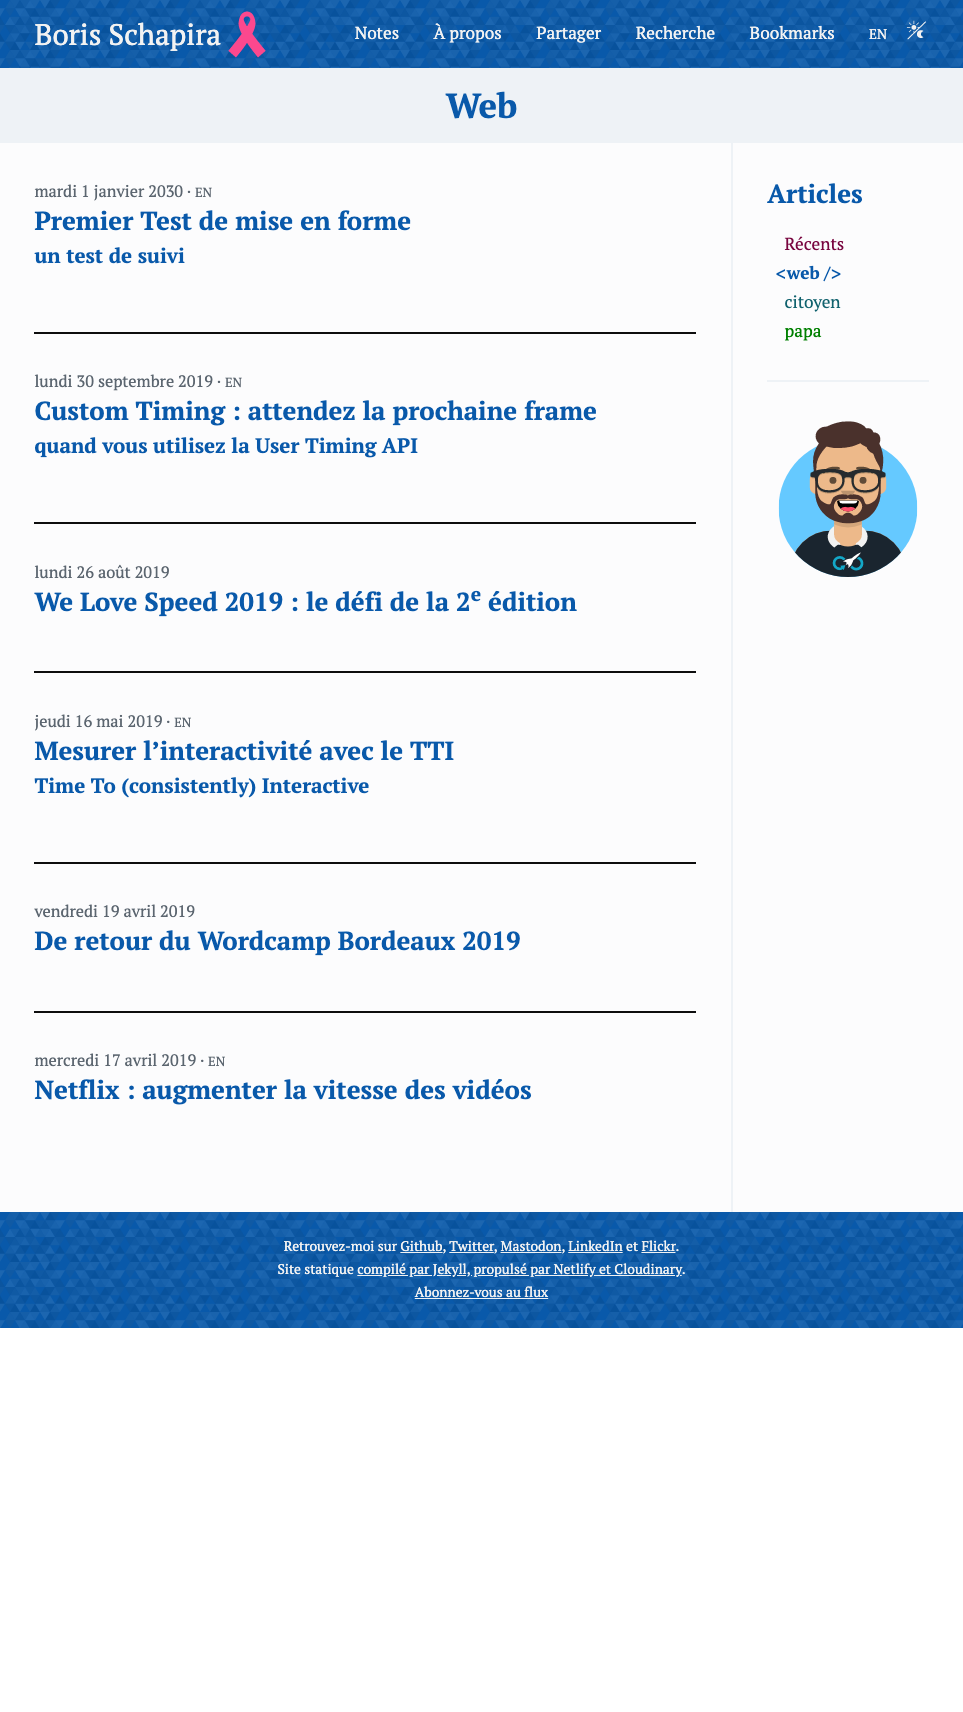 Boris Schapira
Notes À propos Partager Recherche Bookmarks EN
Web
mardi 1 janvier 2030 · EN
Premier Test de mise en forme
un test de suivi
lundi 30 septembre 2019 · EN
Custom Timing : attendez la prochaine frame
quand vous utilisez la User Timing API
lundi 26 août 2019
We Love Speed 2019 : le défi de la 2e édition
jeudi 16 mai 2019 · EN
Mesurer l’interactivité avec le TTI
Time To (consistently) Interactive
vendredi 19 avril 2019
De retour du Wordcamp Bordeaux 2019
mercredi 17 avril 2019 · EN
Netflix : augmenter la vitesse des vidéos
Articles
Récents
<web />
citoyen
papa
Retrouvez-moi sur Github, Twitter, Mastodon, LinkedIn et Flickr.
Site statique compilé par Jekyll, propulsé par Netlify et Cloudinary.
Abonnez-vous au flux